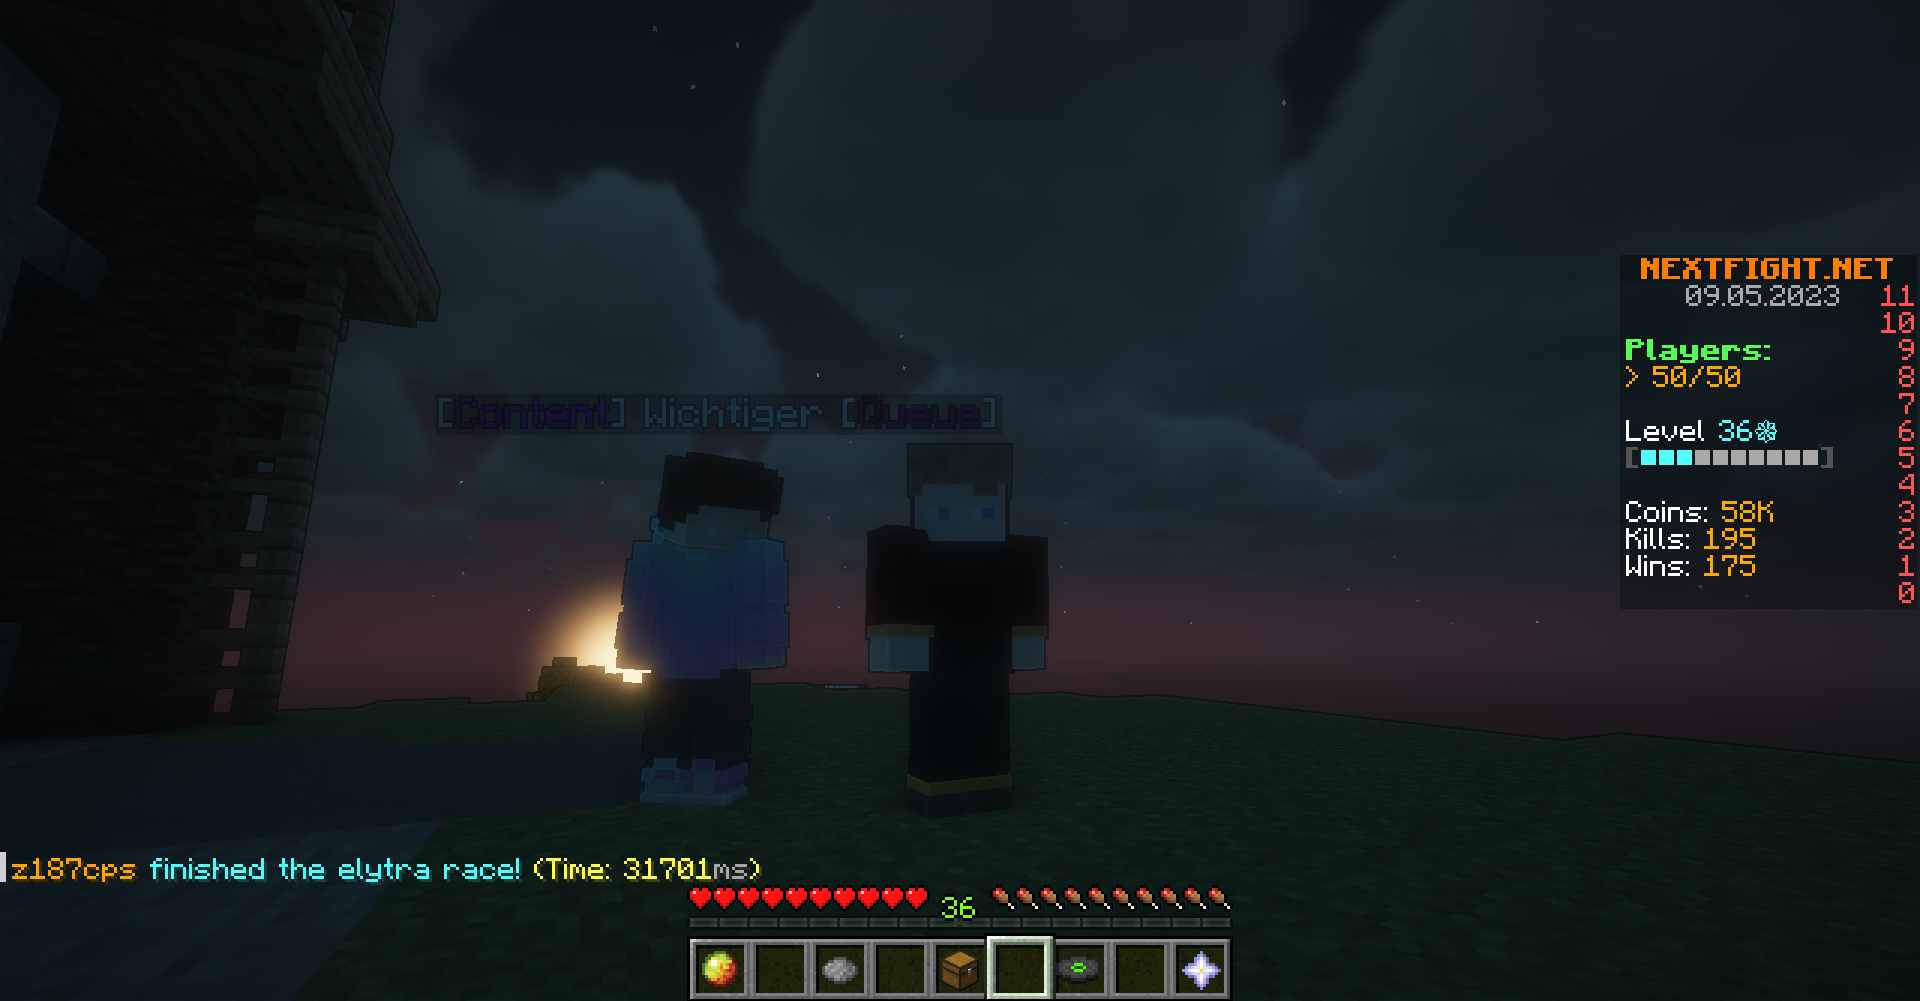 NEXTFIGHT.NET
09.05.2023 11
10
Players: 9
> 50/50 8
7
Level 36❀ 6
[] 5
4
Coins: 58K 3
Kills: 195 2
Wins: 175 1
0
[Content] Wichtiger [Queue]
z187cps finished the elytra race! (Time: 31701ms)
36